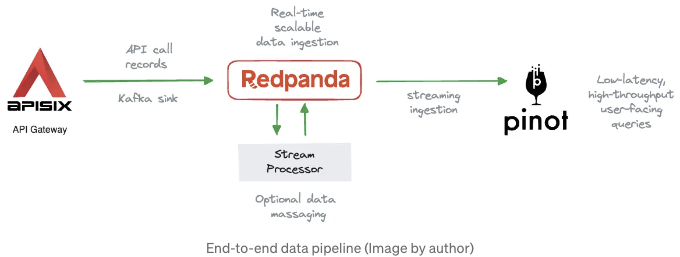 Real-time
scalable
data ingestion
API call
records
Redpanda
Kafka sink
APISIX
API Gateway
streaming
ingestion
p
pinot
Low-latency,
high-throughput
user-facing
queries
Stream
Processor
Optional data
massaging
End-to-end data pipeline (Image by author)